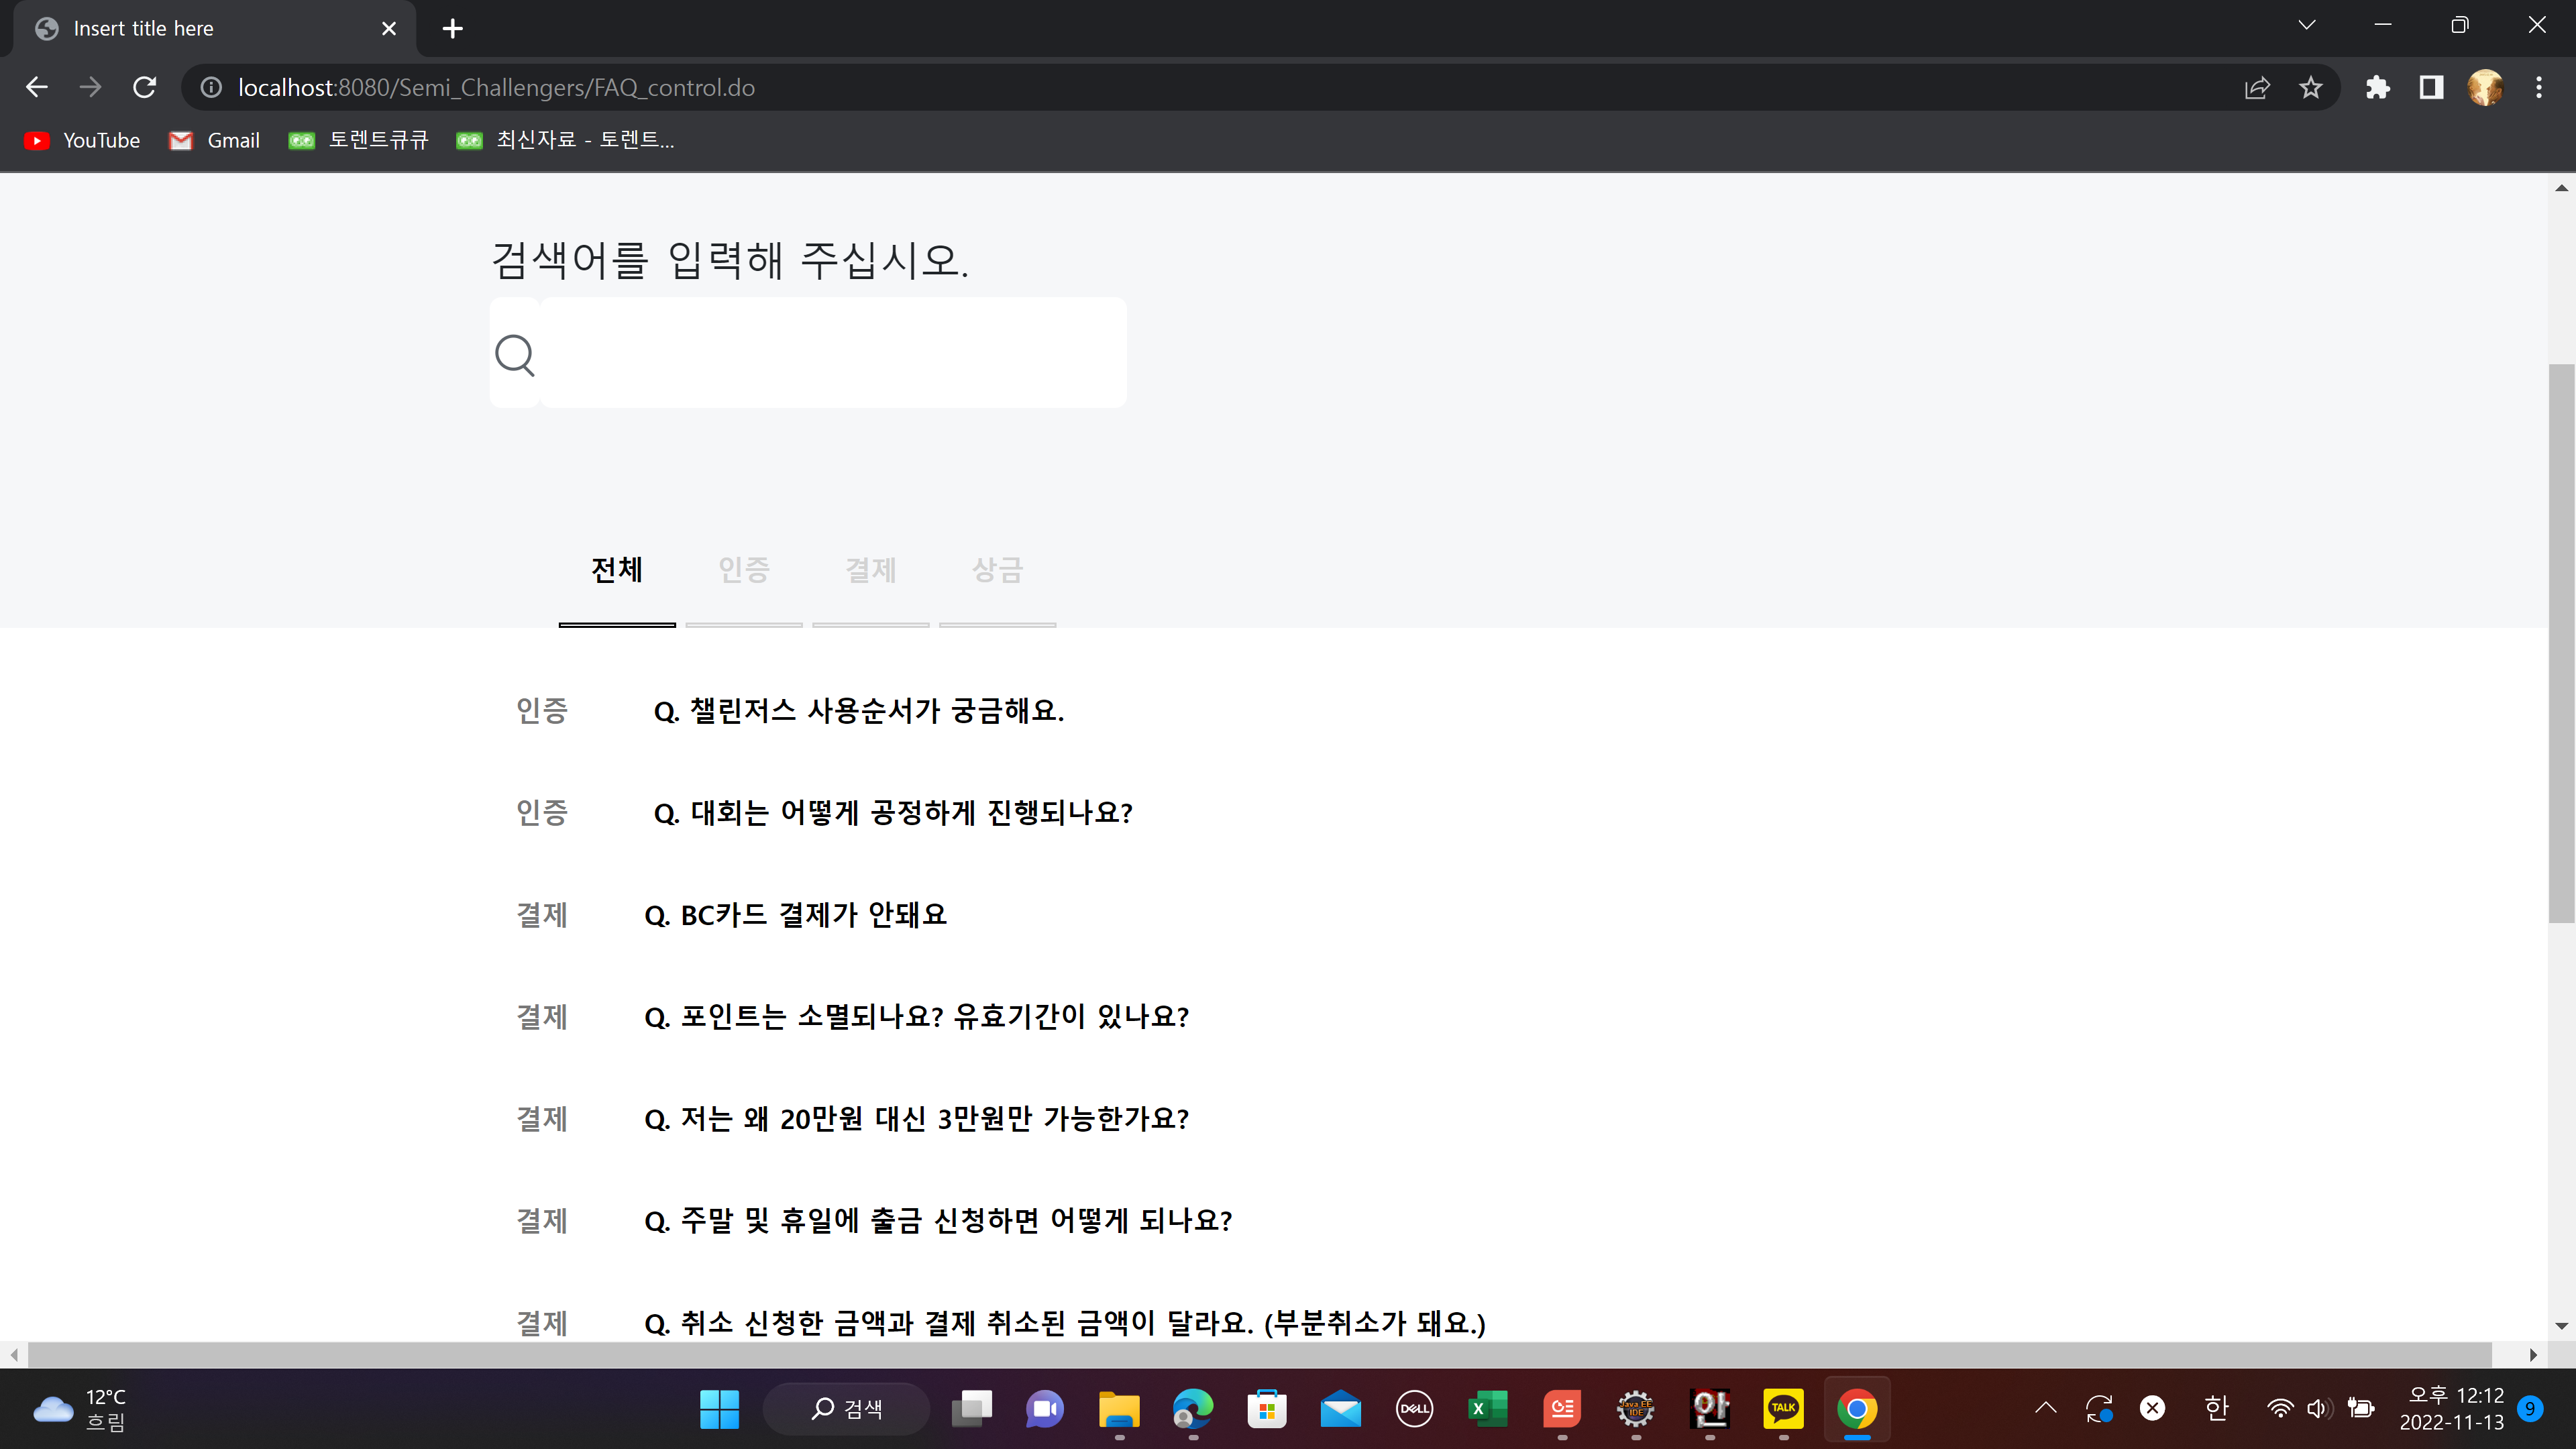 Insert title here
localhost:8080/Semi_Challengers/FAQ_control.do
YouTube Gmail 토렌트큐큐 최신자료 - 토렌트...
검색어를 입력해 주십시오.
전체 인증 결제 상금
인증 Q. 챌린저스 사용순서가 궁금해요.
인증 Q. 대회는 어떻게 공정하게 진행되나요?
결제 Q. BC카드 결제가 안돼요
결제 Q. 포인트는 소멸되나요? 유효기간이 있나요?
결제 Q. 저는 왜 20만원 대신 3만원만 가능한가요?
결제 Q. 주말 및 휴일에 출금 신청하면 어떻게 되나요?
결제 Q. 취소 신청한 금액과 결제 취소된 금액이 달라요. (부분취소가 돼요.)
12°C
흐림
검색
DELL
X
Java EE
IDE
안
TALK
한
오후 12:12
2022-11-13
9